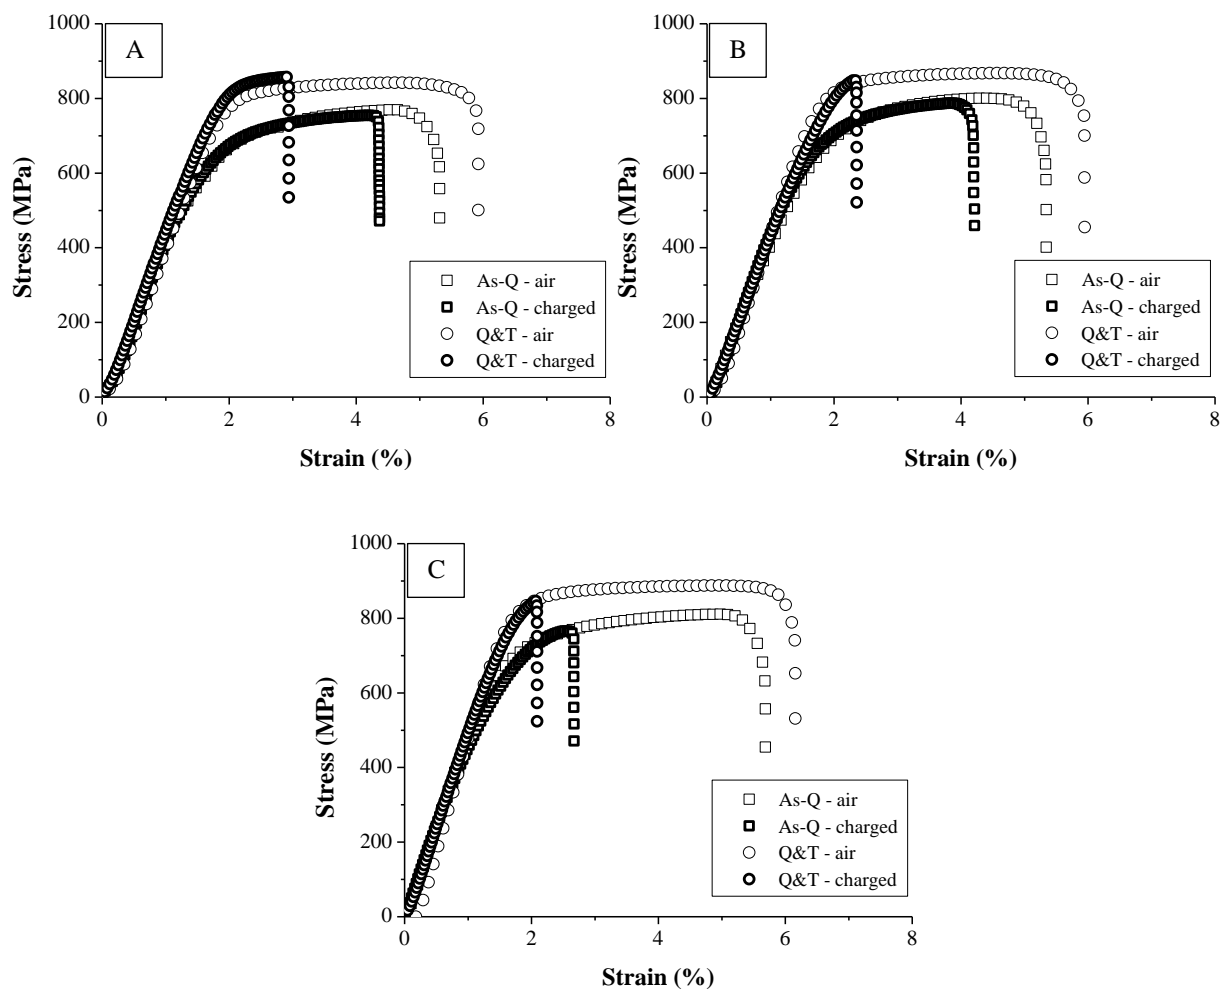 A
1000
800
600
400
200
0
Stress (MPa)
As-Q - air
As-Q - charged
Q&T - air
Q&T - charged
0 2 4 6 8
Strain (%)
B
1000
800
600
400
200
0
Stress (MPa)
As-Q - air
As-Q - charged
Q&T - air
Q&T - charged
0 2 4 6 8
Strain (%)
C
1000
800
600
400
200
0
Stress (MPa)
As-Q - air
As-Q - charged
Q&T - air
Q&T - charged
0 2 4 6 8
Strain (%)